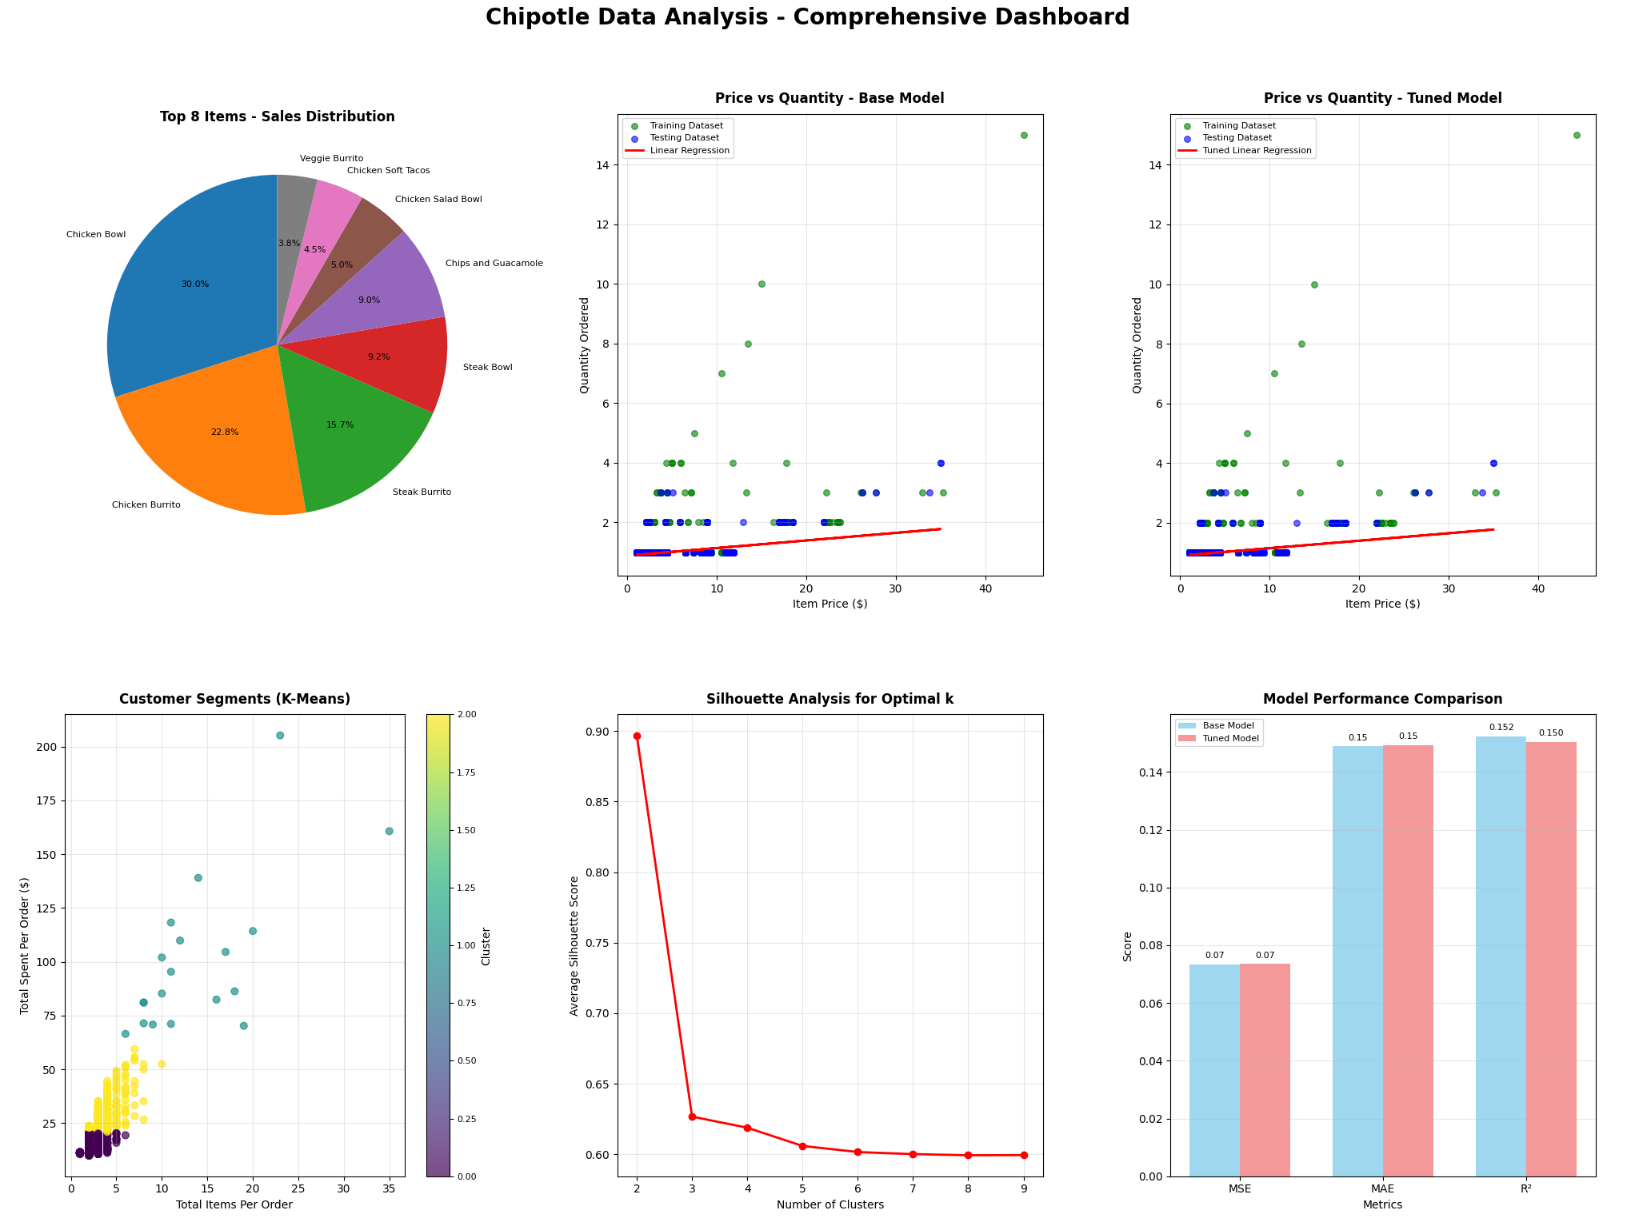 Chipotle Data Analysis - Comprehensive Dashboard
Top 8 Items - Sales Distribution
Veggie Burrito
Chicken Soft Tacos
Chicken Salad Bowl
Chips and Guacamole
Steak Bowl
Steak Burrito
Chicken Burrito
Chicken Bowl
3.8%
4.5%
5.0%
9.0%
9.2%
15.7%
22.8%
30.0%
Price vs Quantity - Base Model
Training Dataset
Testing Dataset
Linear Regression
Quantity Ordered
14
12
10
8
6
4
2
0 10 20 30 40
Item Price ($)
Price vs Quantity - Tuned Model
Training Dataset
Testing Dataset
Tuned Linear Regression
Quantity Ordered
14
12
10
8
6
4
2
0 10 20 30 40
Item Price ($)
Customer Segments (K-Means)
Total Spent Per Order ($)
200
175
150
125
100
75
50
25
0 5 10 15 20 25 30 35
Total Items Per Order
2.00
1.75
1.50
1.25
1.00
0.75
0.50
0.25
0.00
Cluster
Silhouette Analysis for Optimal k
Average Silhouette Score
0.90
0.85
0.80
0.75
0.70
0.65
0.60
2 3 4 5 6 7 8 9
Number of Clusters
Model Performance Comparison
Base Model
Tuned Model
Score
0.14
0.12
0.10
0.08
0.06
0.04
0.02
0.00
0.07 0.07 0.15 0.15 0.152 0.150
MSE MAE R²
Metrics